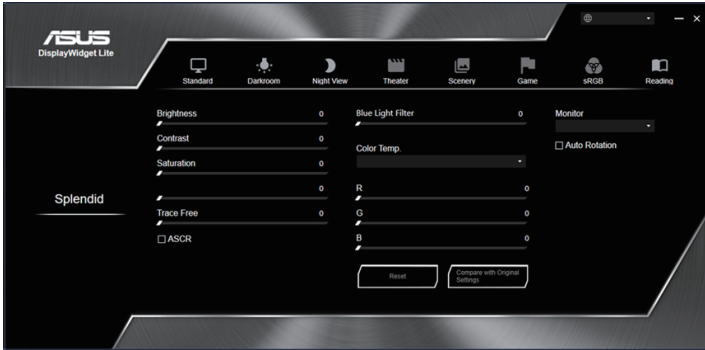 ASUS
DisplayWidget Lite
Standard
Darkroom
Night View
Theater
Scenery
Game
sRGB
Reading
Splendid
Brightness 0
Contrast 0
Saturation 0
0
Trace Free 0
ASCR
Blue Light Filter 0
Color Temp.
R 0
G 0
B 0
Reset
Compare with Original
Settings
Monitor
Auto Rotation